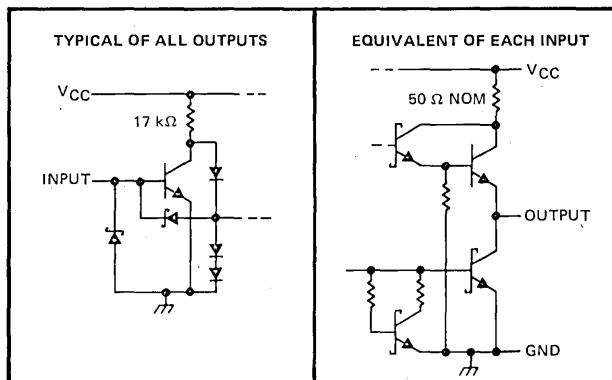 TYPICAL OF ALL OUTPUTS
VCC
17 kΩ
INPUT
EQUIVALENT OF EACH INPUT
VCC
50 Ω NOM
OUTPUT
GND